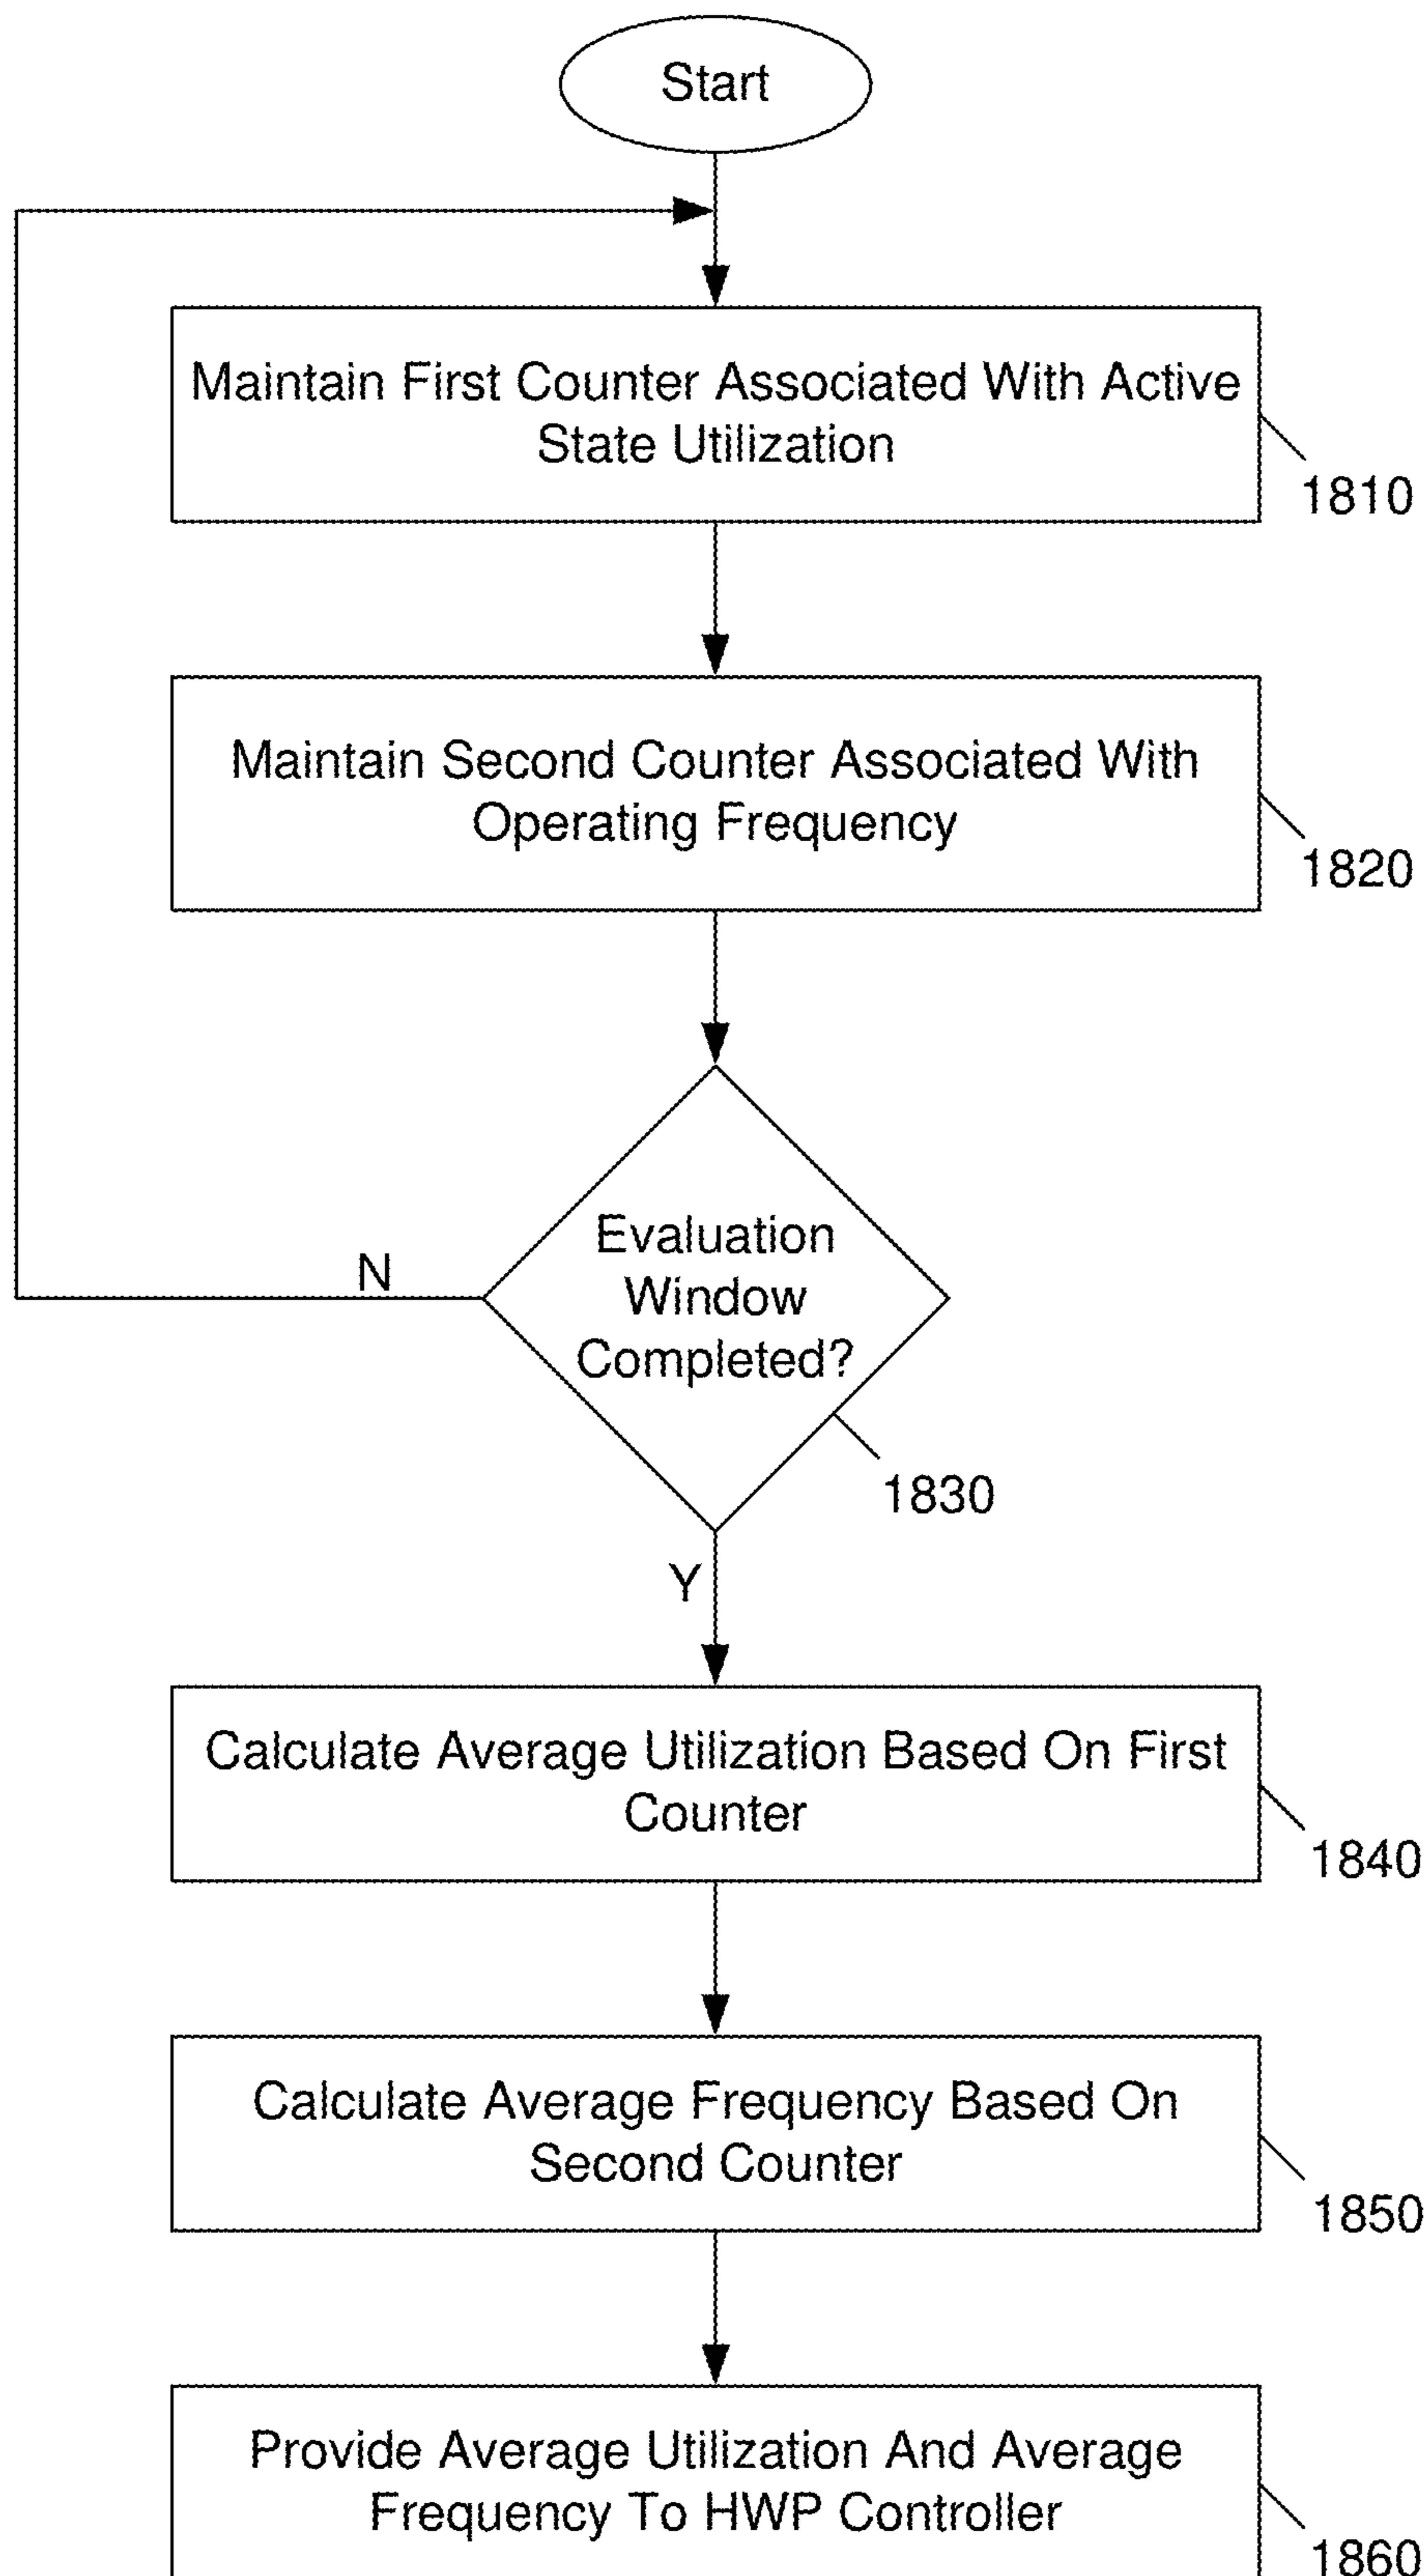 Start
Maintain First Counter Associated With Active
State Utilization
1810
Maintain Second Counter Associated With
Operating Frequency
1820
Evaluation
Window
Completed?
N
1830
Y
Calculate Average Utilization Based On First
Counter
1840
Calculate Average Frequency Based On
Second Counter
1850
Provide Average Utilization And Average
Frequency To HWP Controller
1860